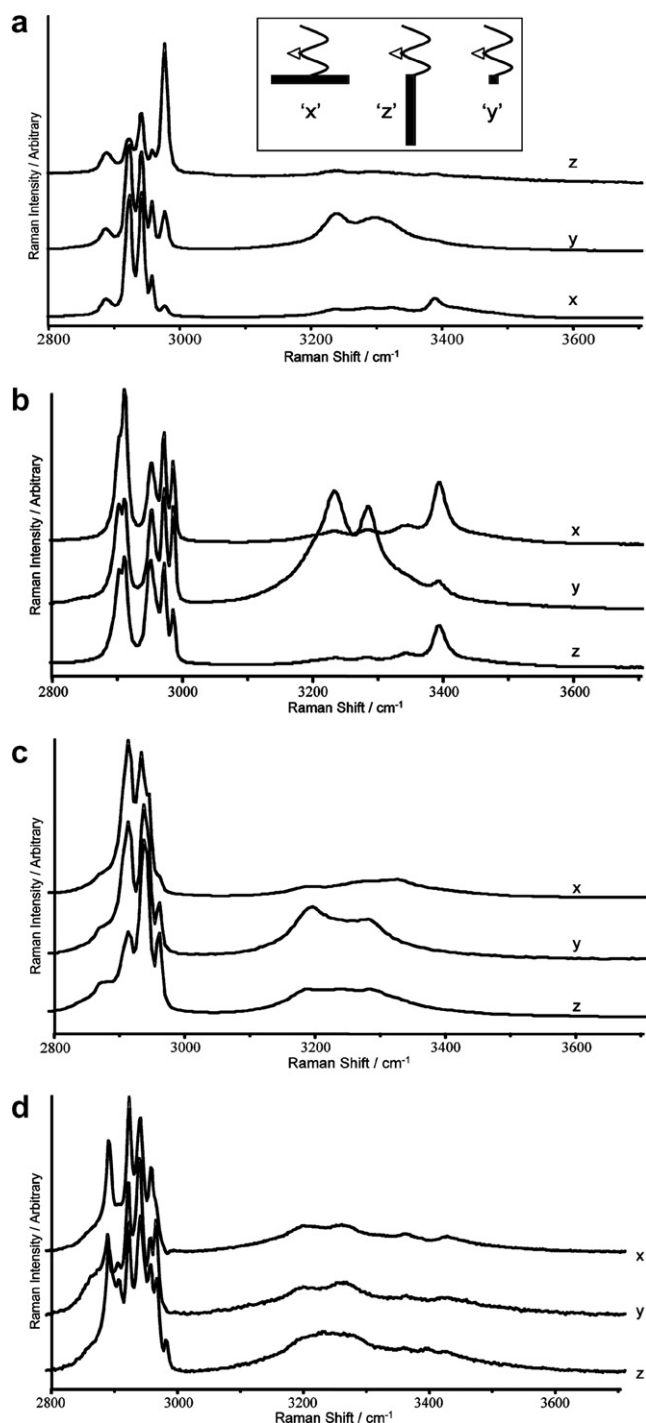 a
Raman Intensity / Arbitrary
'x' 'z' 'y'
z
y
x
2800 3000 3200 3400 3600
Raman Shift / cm-1
b
Raman Intensity / Arbitrary
x
y
z
2800 3000 3200 3400 3600
Raman Shift / cm-1
c
Raman Intensity / Arbitrary
x
y
z
2800 3000 3200 3400 3600
Raman Shift / cm-1
d
Raman Intensity / Arbitrary
x
y
z
2800 3000 3200 3400 3600
Raman Shift / cm-1